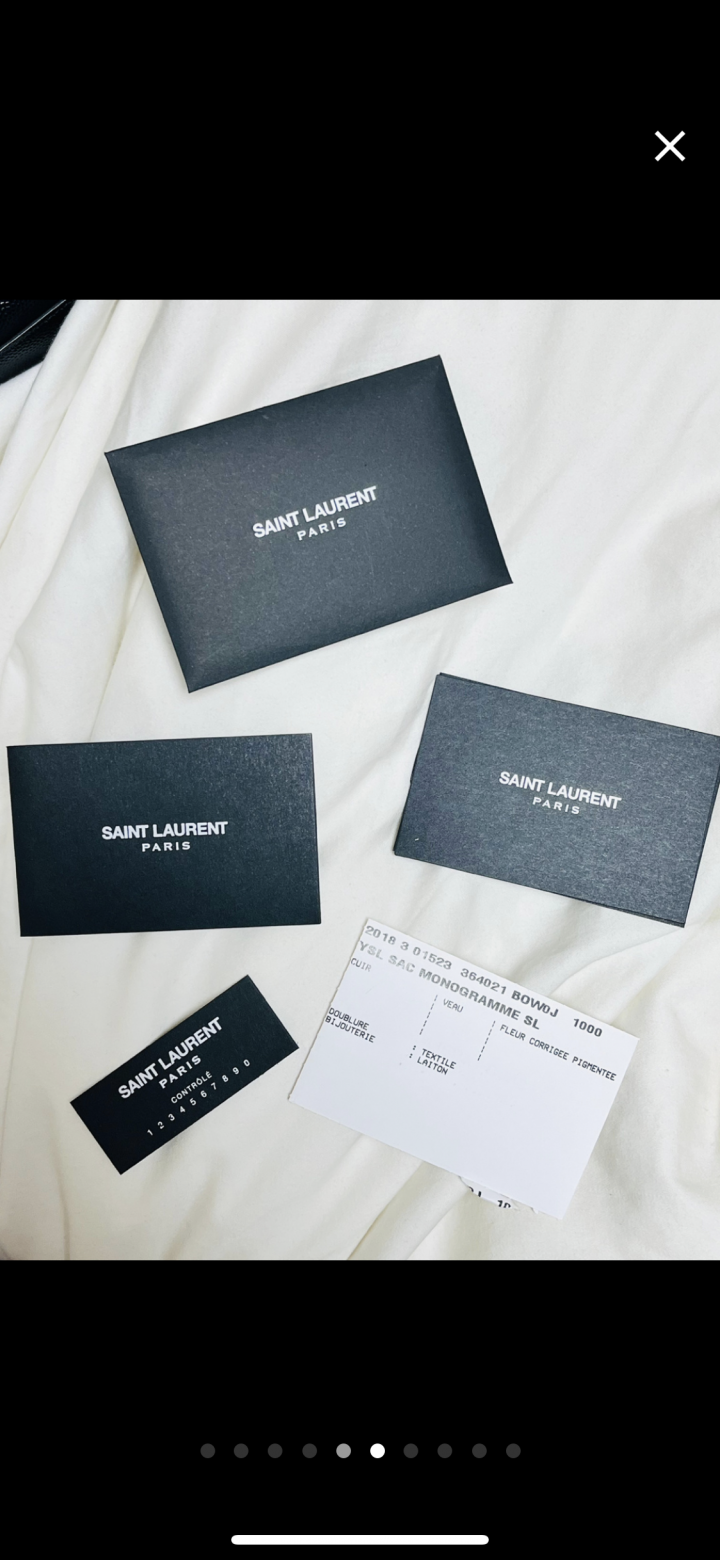 SAINT LAURENT
PARIS
SAINT LAURENT
PARIS
SAINT LAURENT
PARIS
SAINT LAURENT
PARIS
CONTRÔLE
1 2 3 4 5 6 7 8 9 0
2018 3 01523 364021 BOW0J 1000
YSL SAC MONOGRAMME SL
CUIR VEAU FLEUR CORRIGEE PIGMENTEE
DOUBLURE : TEXTILE
BIJOUTERIE : LAITON